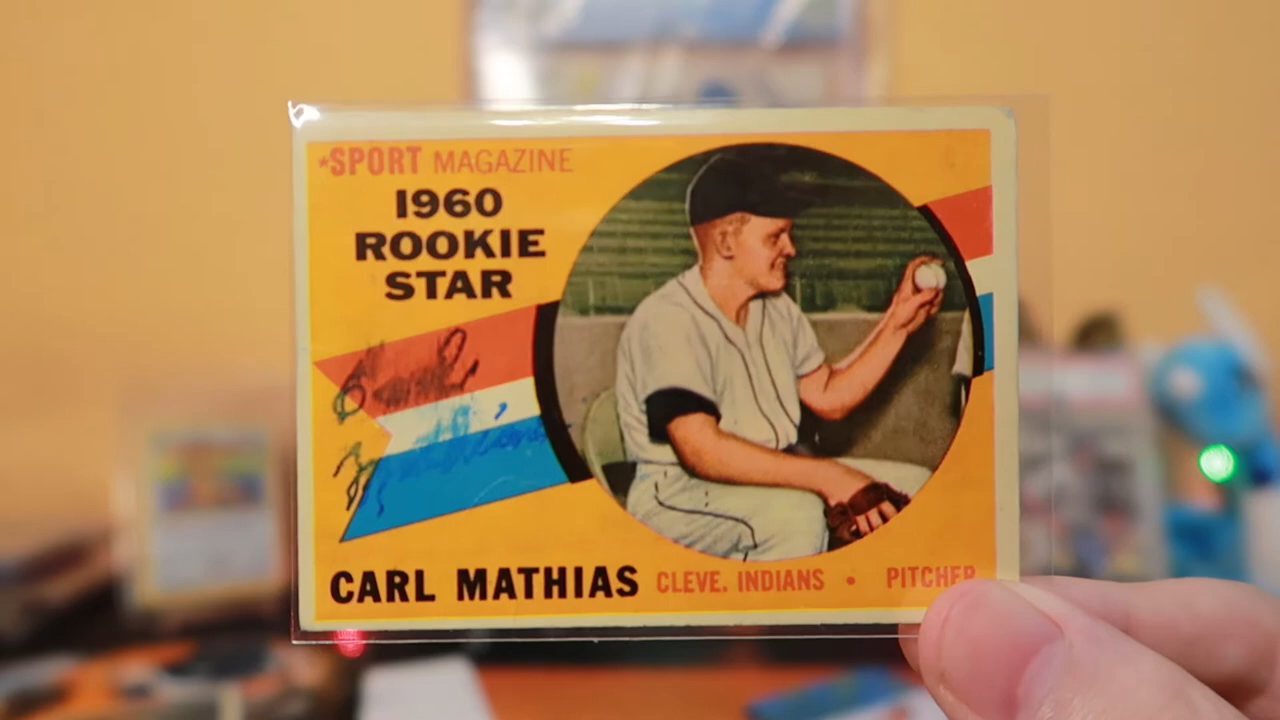 *SPORT MAGAZINE
1960
ROOKIE
STAR
CARL MATHIAS CLEVE. INDIANS • PITCHER